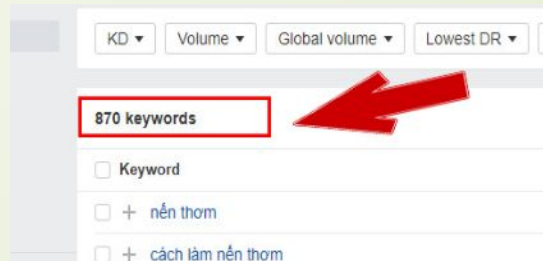 KD Volume Global volume Lowest DR
870 keywords
Keyword
nến thơm
cách làm nến thơm